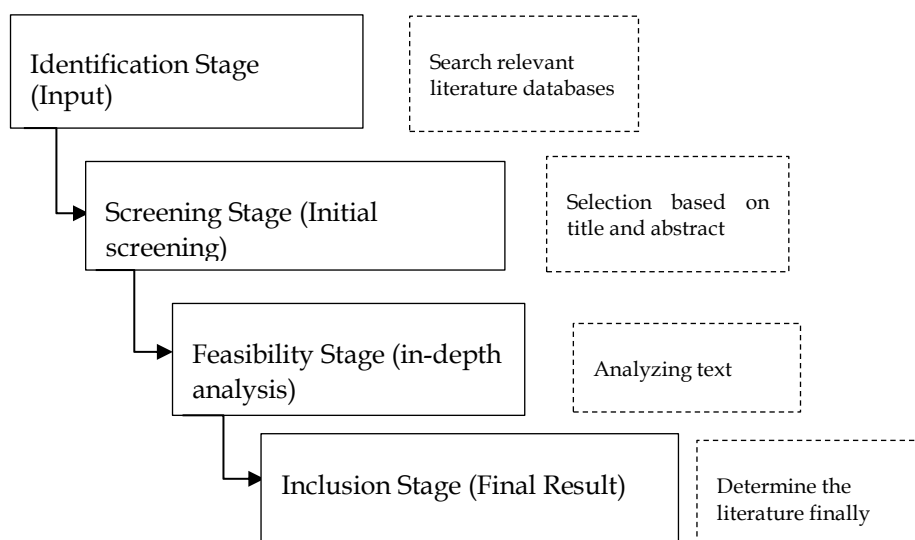 Identification Stage
(Input)
Search relevant
literature databases
Screening Stage (Initial
screening)
Selection based on
title and abstract
Feasibility Stage (in-depth
analysis)
Analyzing text
Inclusion Stage (Final Result)
Determine the
literature finally